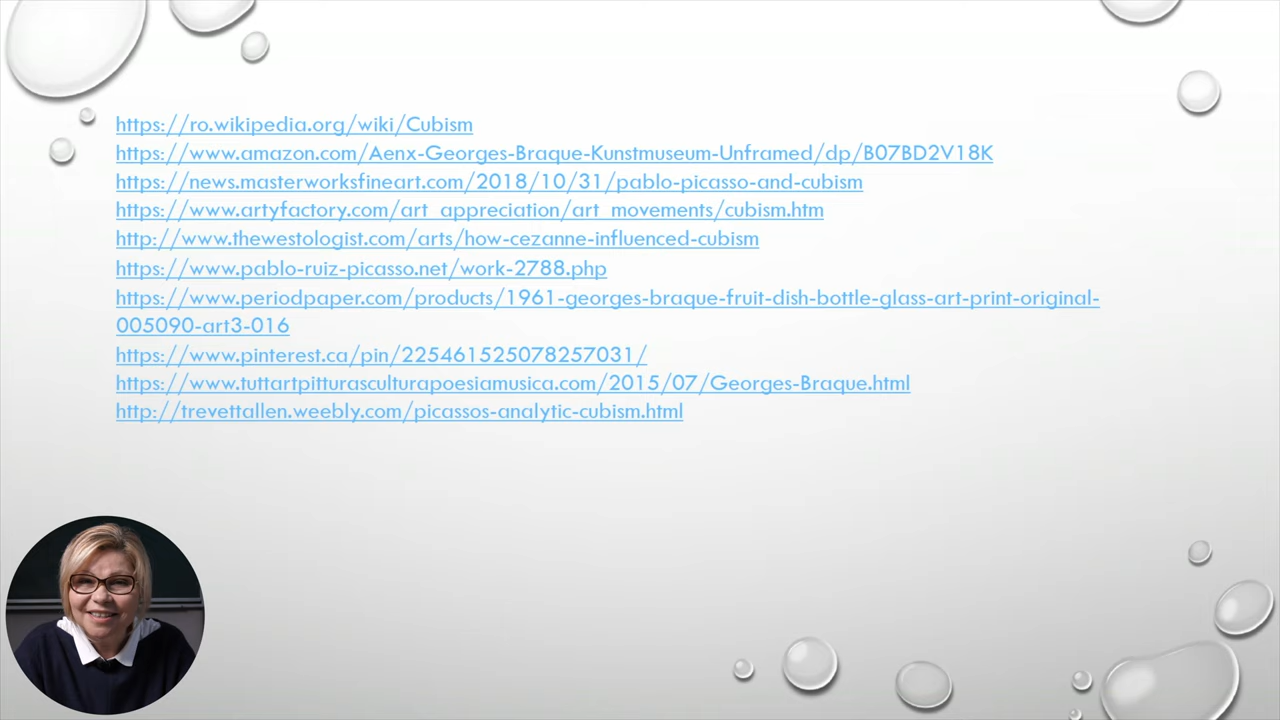 https://ro.wikipedia.org/wiki/Cubism
https://www.amazon.com/Aenx-Georges-Braque-Kunstmuseum-Unframed/dp/B07BD2V18K
https://news.masterworksfineart.com/2018/10/31/pablo-picasso-and-cubism
https://www.artyfactory.com/art_appreciation/art_movements/cubism.htm
http://www.thewestologist.com/arts/how-cezanne-influenced-cubism
https://www.pablo-ruiz-picasso.net/work-2788.php
https://www.periodpaper.com/products/1961-georges-braque-fruit-dish-bottle-glass-art-print-original-
005090-art3-016
https://www.pinterest.ca/pin/225461525078257031/
https://www.tuttartpitturasculturapoesiamusica.com/2015/07/Georges-Braque.html
http://trevettallen.weebly.com/picassos-analytic-cubism.html